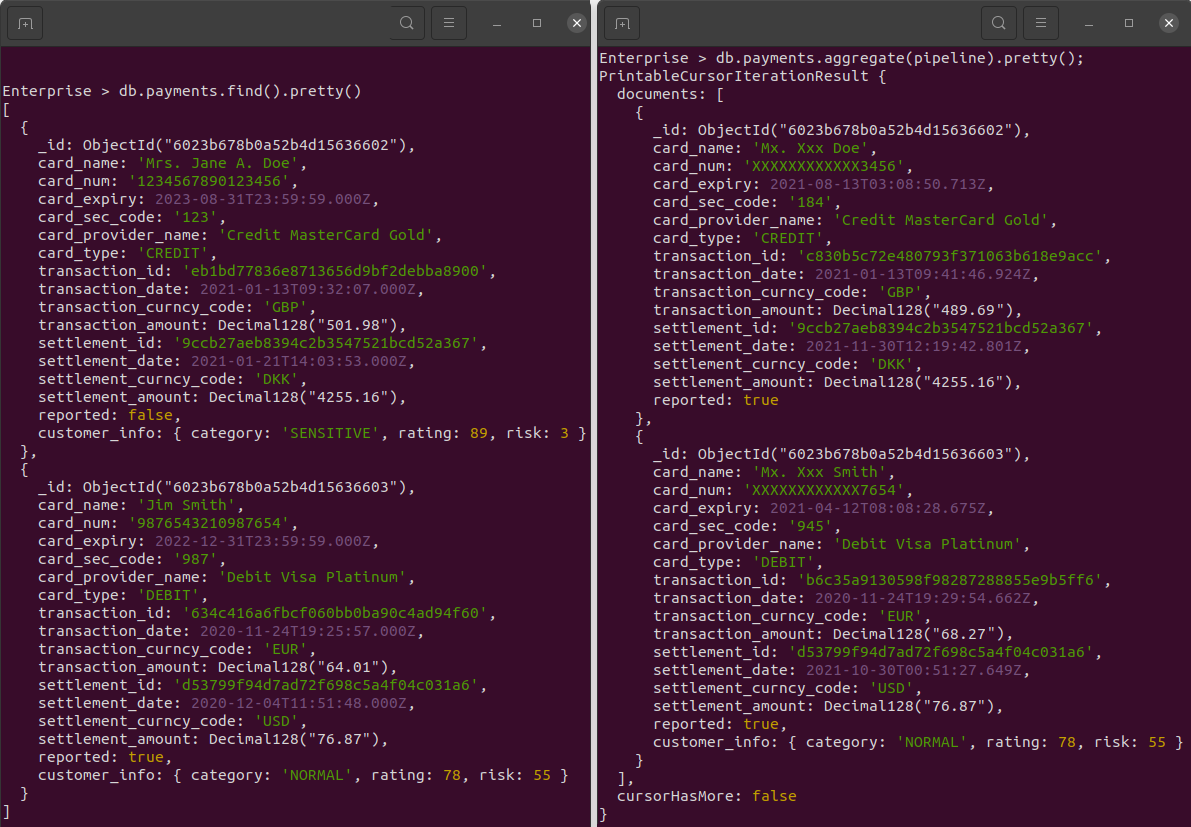 Enterprise > db.payments.find().pretty()
[
  {
    _id: ObjectId("6023b678b0a52b4d15636602"),
    card_name: 'Mrs. Jane A. Doe',
    card_num: '1234567890123456',
    card_expiry: 2023-08-31T23:59:59.000Z,
    card_sec_code: '123',
    card_provider_name: 'Credit MasterCard Gold',
    card_type: 'CREDIT',
    transaction_id: 'eb1bd77836e8713656d9bf2debba8900',
    transaction_date: 2021-01-13T09:32:07.000Z,
    transaction_curncy_code: 'GBP',
    transaction_amount: Decimal128("501.98"),
    settlement_id: '9ccb27aeb8394c2b3547521bcd52a367',
    settlement_date: 2021-01-21T14:03:53.000Z,
    settlement_curncy_code: 'DKK',
    settlement_amount: Decimal128("4255.16"),
    reported: false,
    customer_info: { category: 'SENSITIVE', rating: 89, risk: 3 }
  },
  {
    _id: ObjectId("6023b678b0a52b4d15636603"),
    card_name: 'Jim Smith',
    card_num: '9876543210987654',
    card_expiry: 2022-12-31T23:59:59.000Z,
    card_sec_code: '987',
    card_provider_name: 'Debit Visa Platinum',
    card_type: 'DEBIT',
    transaction_id: '634c416a6fbcf060bb0ba90c4ad94f60',
    transaction_date: 2020-11-24T19:25:57.000Z,
    transaction_curncy_code: 'EUR',
    transaction_amount: Decimal128("64.01"),
    settlement_id: 'd53799f94d7ad72f698c5a4f04c031a6',
    settlement_date: 2020-12-04T11:51:48.000Z,
    settlement_curncy_code: 'USD',
    settlement_amount: Decimal128("76.87"),
    reported: true,
    customer_info: { category: 'NORMAL', rating: 78, risk: 55 }
  }
]
Enterprise > db.payments.aggregate(pipeline).pretty();
PrintableCursorIterationResult {
  documents: [
    {
      _id: ObjectId("6023b678b0a52b4d15636602"),
      card_name: 'Mx. Xxx Doe',
      card_num: 'XXXXXXXXXXXX3456',
      card_expiry: 2021-08-13T03:08:50.713Z,
      card_sec_code: '184',
      card_provider_name: 'Credit MasterCard Gold',
      card_type: 'CREDIT',
      transaction_id: 'c830b5c72e480793f371063b618e9acc',
      transaction_date: 2021-01-13T09:41:46.924Z,
      transaction_curncy_code: 'GBP',
      transaction_amount: Decimal128("489.69"),
      settlement_id: '9ccb27aeb8394c2b3547521bcd52a367',
      settlement_date: 2021-11-30T12:19:42.801Z,
      settlement_curncy_code: 'DKK',
      settlement_amount: Decimal128("4255.16"),
      reported: true
    },
    {
      _id: ObjectId("6023b678b0a52b4d15636603"),
      card_name: 'Mx. Xxx Smith',
      card_num: 'XXXXXXXXXXXX7654',
      card_expiry: 2021-04-12T08:08:28.675Z,
      card_sec_code: '945',
      card_provider_name: 'Debit Visa Platinum',
      card_type: 'DEBIT',
      transaction_id: 'b6c35a9130598f98287288855e9b5ff6',
      transaction_date: 2020-11-24T19:29:54.662Z,
      transaction_curncy_code: 'EUR',
      transaction_amount: Decimal128("68.27"),
      settlement_id: 'd53799f94d7ad72f698c5a4f04c031a6',
      settlement_date: 2021-10-30T00:51:27.649Z,
      settlement_curncy_code: 'USD',
      settlement_amount: Decimal128("76.87"),
      reported: true,
      customer_info: { category: 'NORMAL', rating: 78, risk: 55 }
    }
  ],
  cursorHasMore: false
}